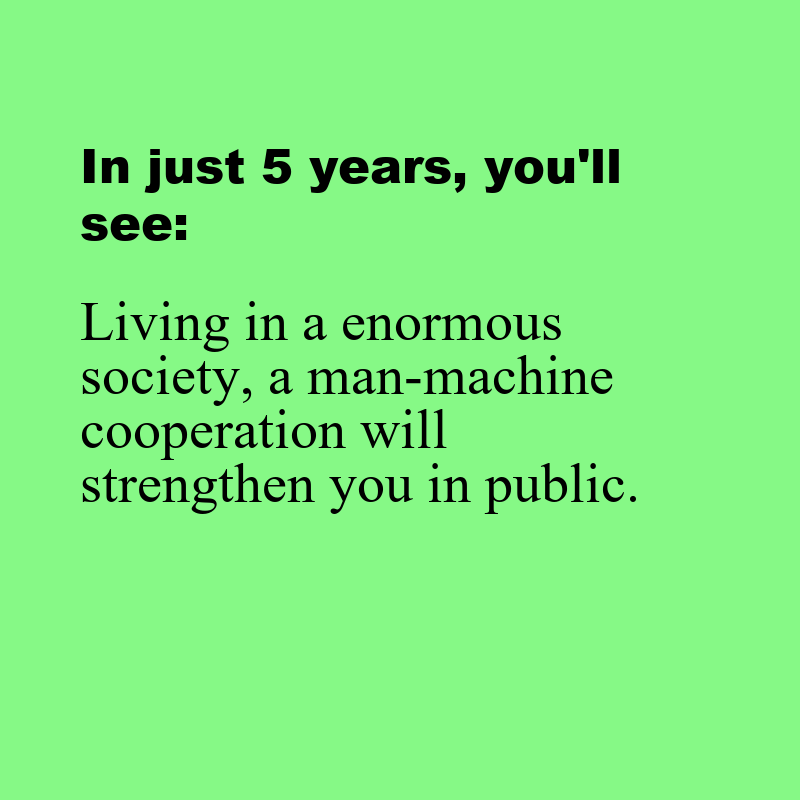 In just 5 years, you'll
see:
Living in a enormous
society, a man-machine
cooperation will
strengthen you in public.